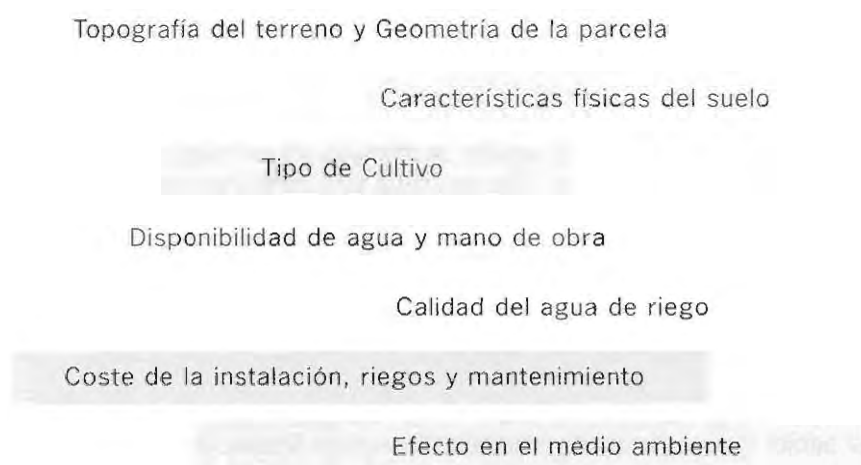 Topografía del terreno y Geometría de la parcela
Características físicas del suelo
Tipo de Cultivo
Disponibilidad de agua y mano de obra
Calidad del agua de riego
Coste de la instalación, riegos y mantenimiento
Efecto en el medio ambiente